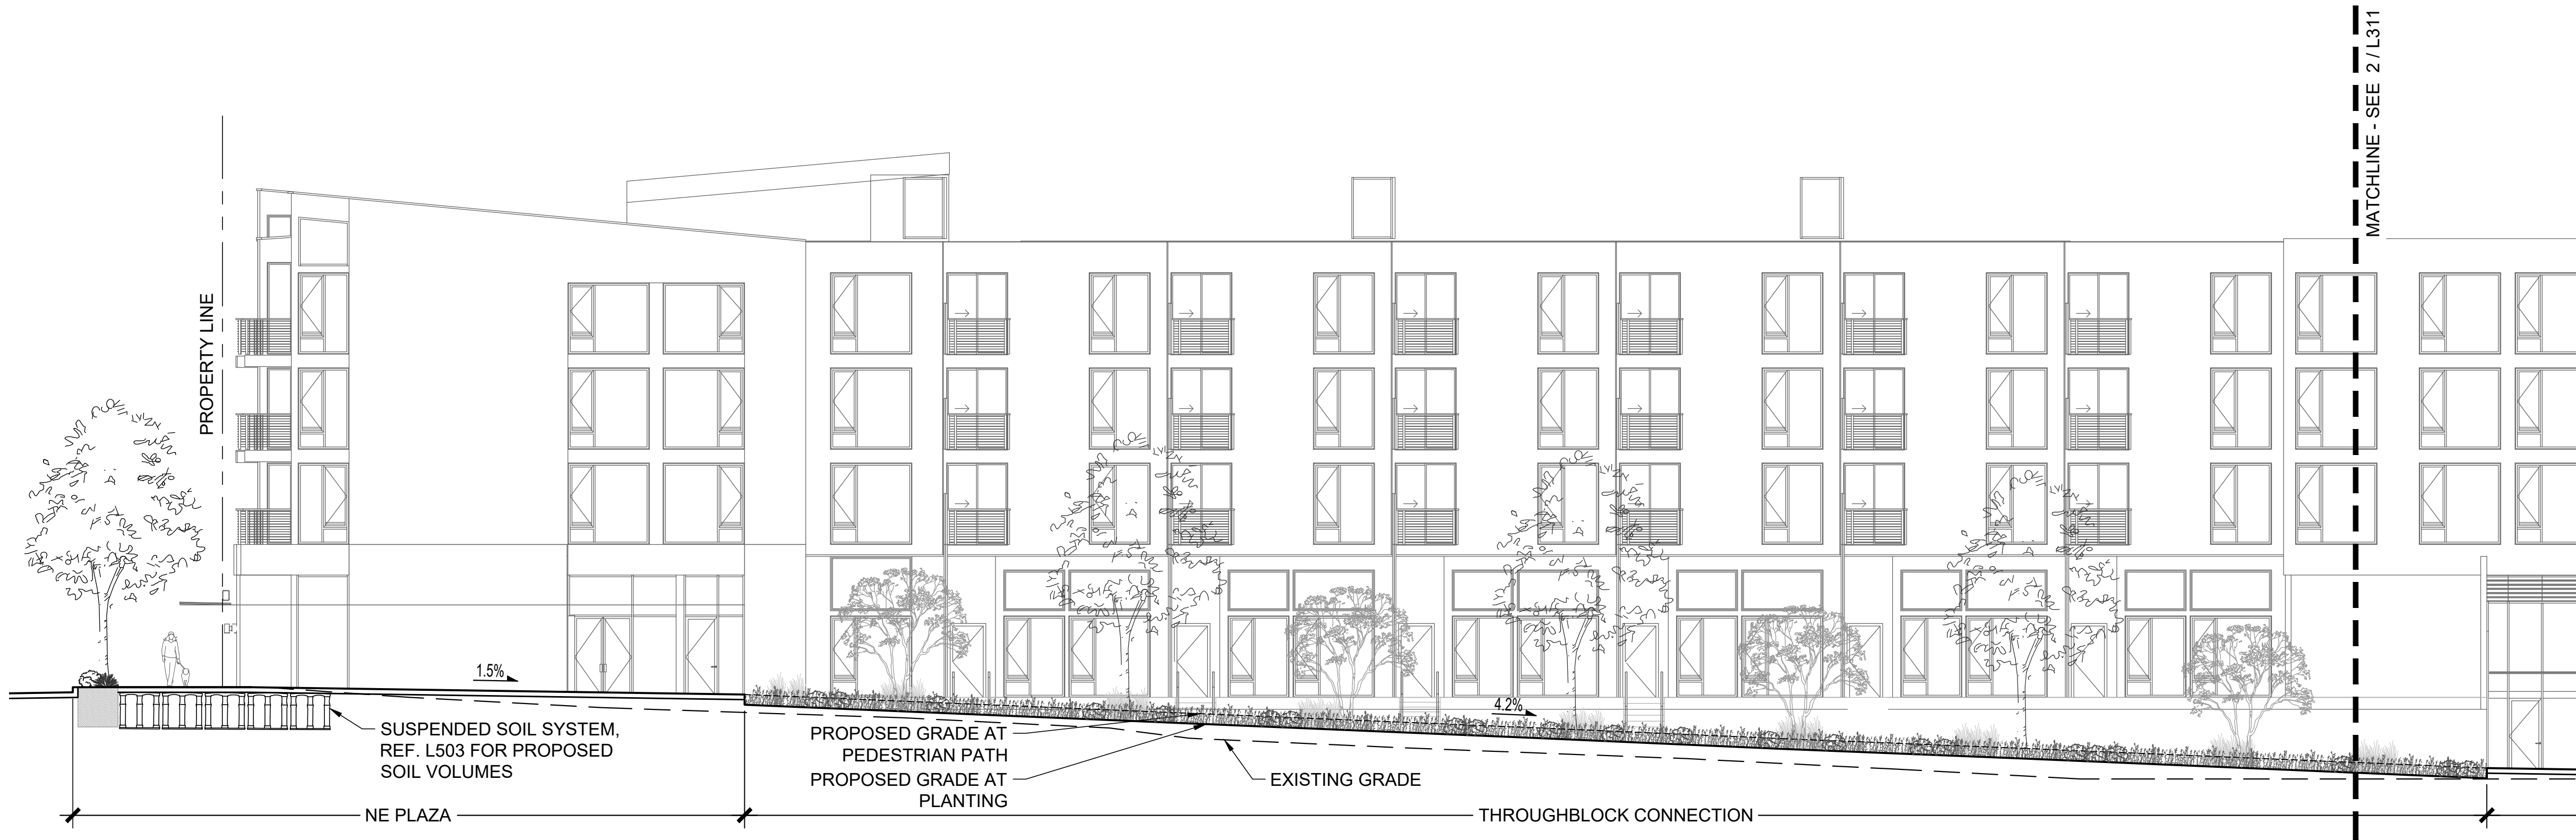 MATCHLINE - SEE 2 / L311
PROPERTY LINE
1.5%
4.2%
SUSPENDED SOIL SYSTEM,
REF. L503 FOR PROPOSED
SOIL VOLUMES
PROPOSED GRADE AT
PEDESTRIAN PATH
PROPOSED GRADE AT
PLANTING
EXISTING GRADE
NE PLAZA
THROUGHBLOCK CONNECTION